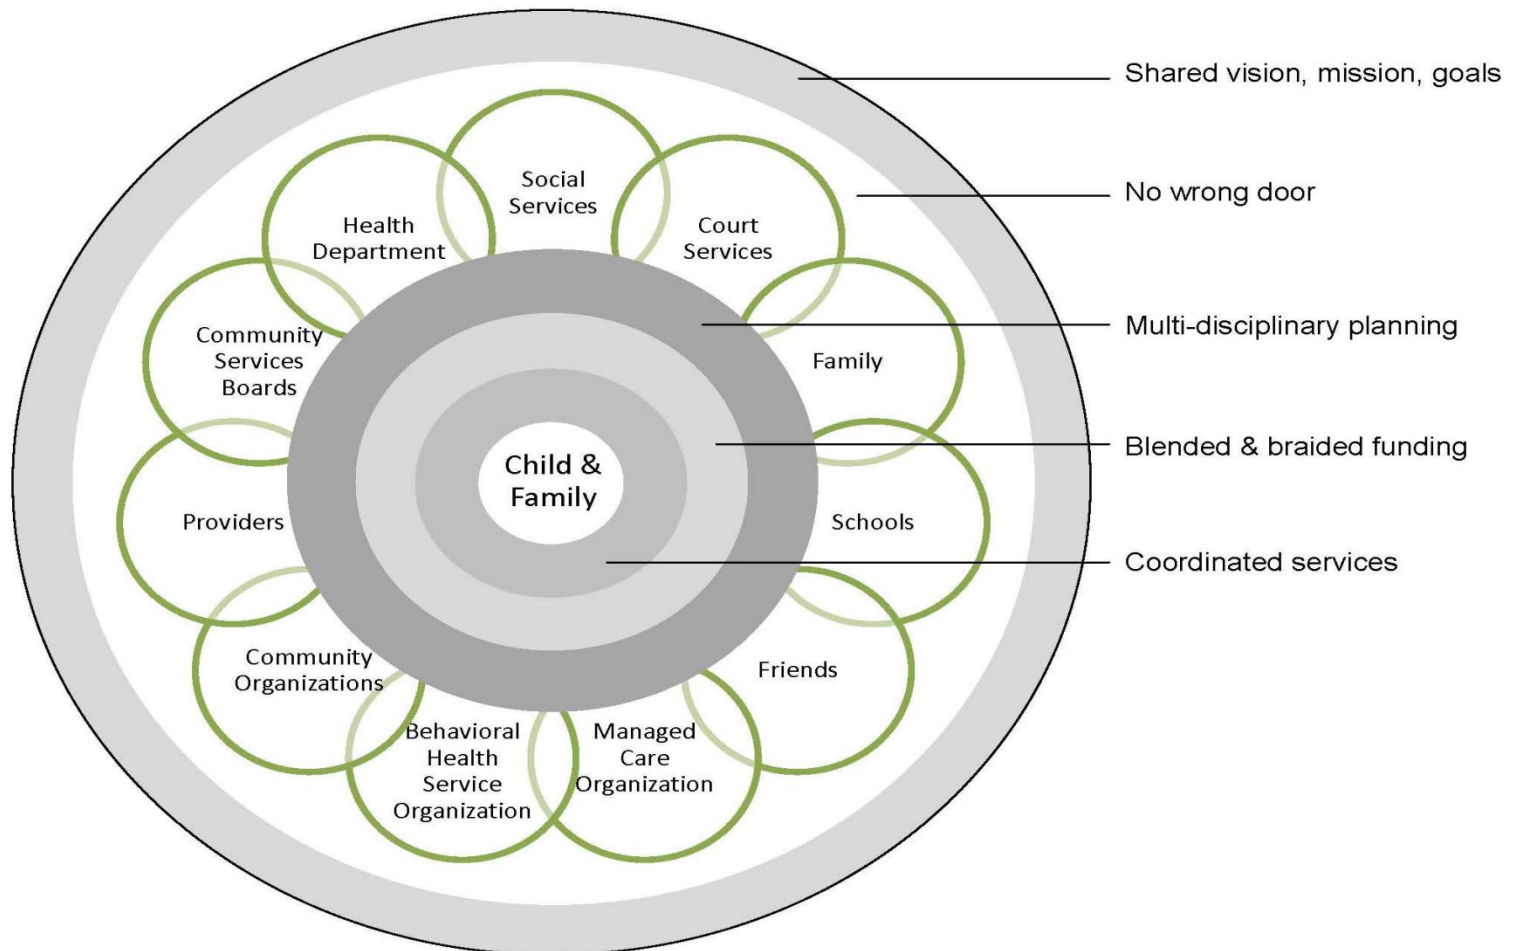 Shared vision, mission, goals
No wrong door
Multi-disciplinary planning
Blended & braided funding
Coordinated services
Social
Services
Court
Services
Family
Schools
Friends
Managed
Care
Organization
Behavioral
Health
Service
Organization
Community
Organizations
Providers
Community
Services
Boards
Health
Department
Child &
Family